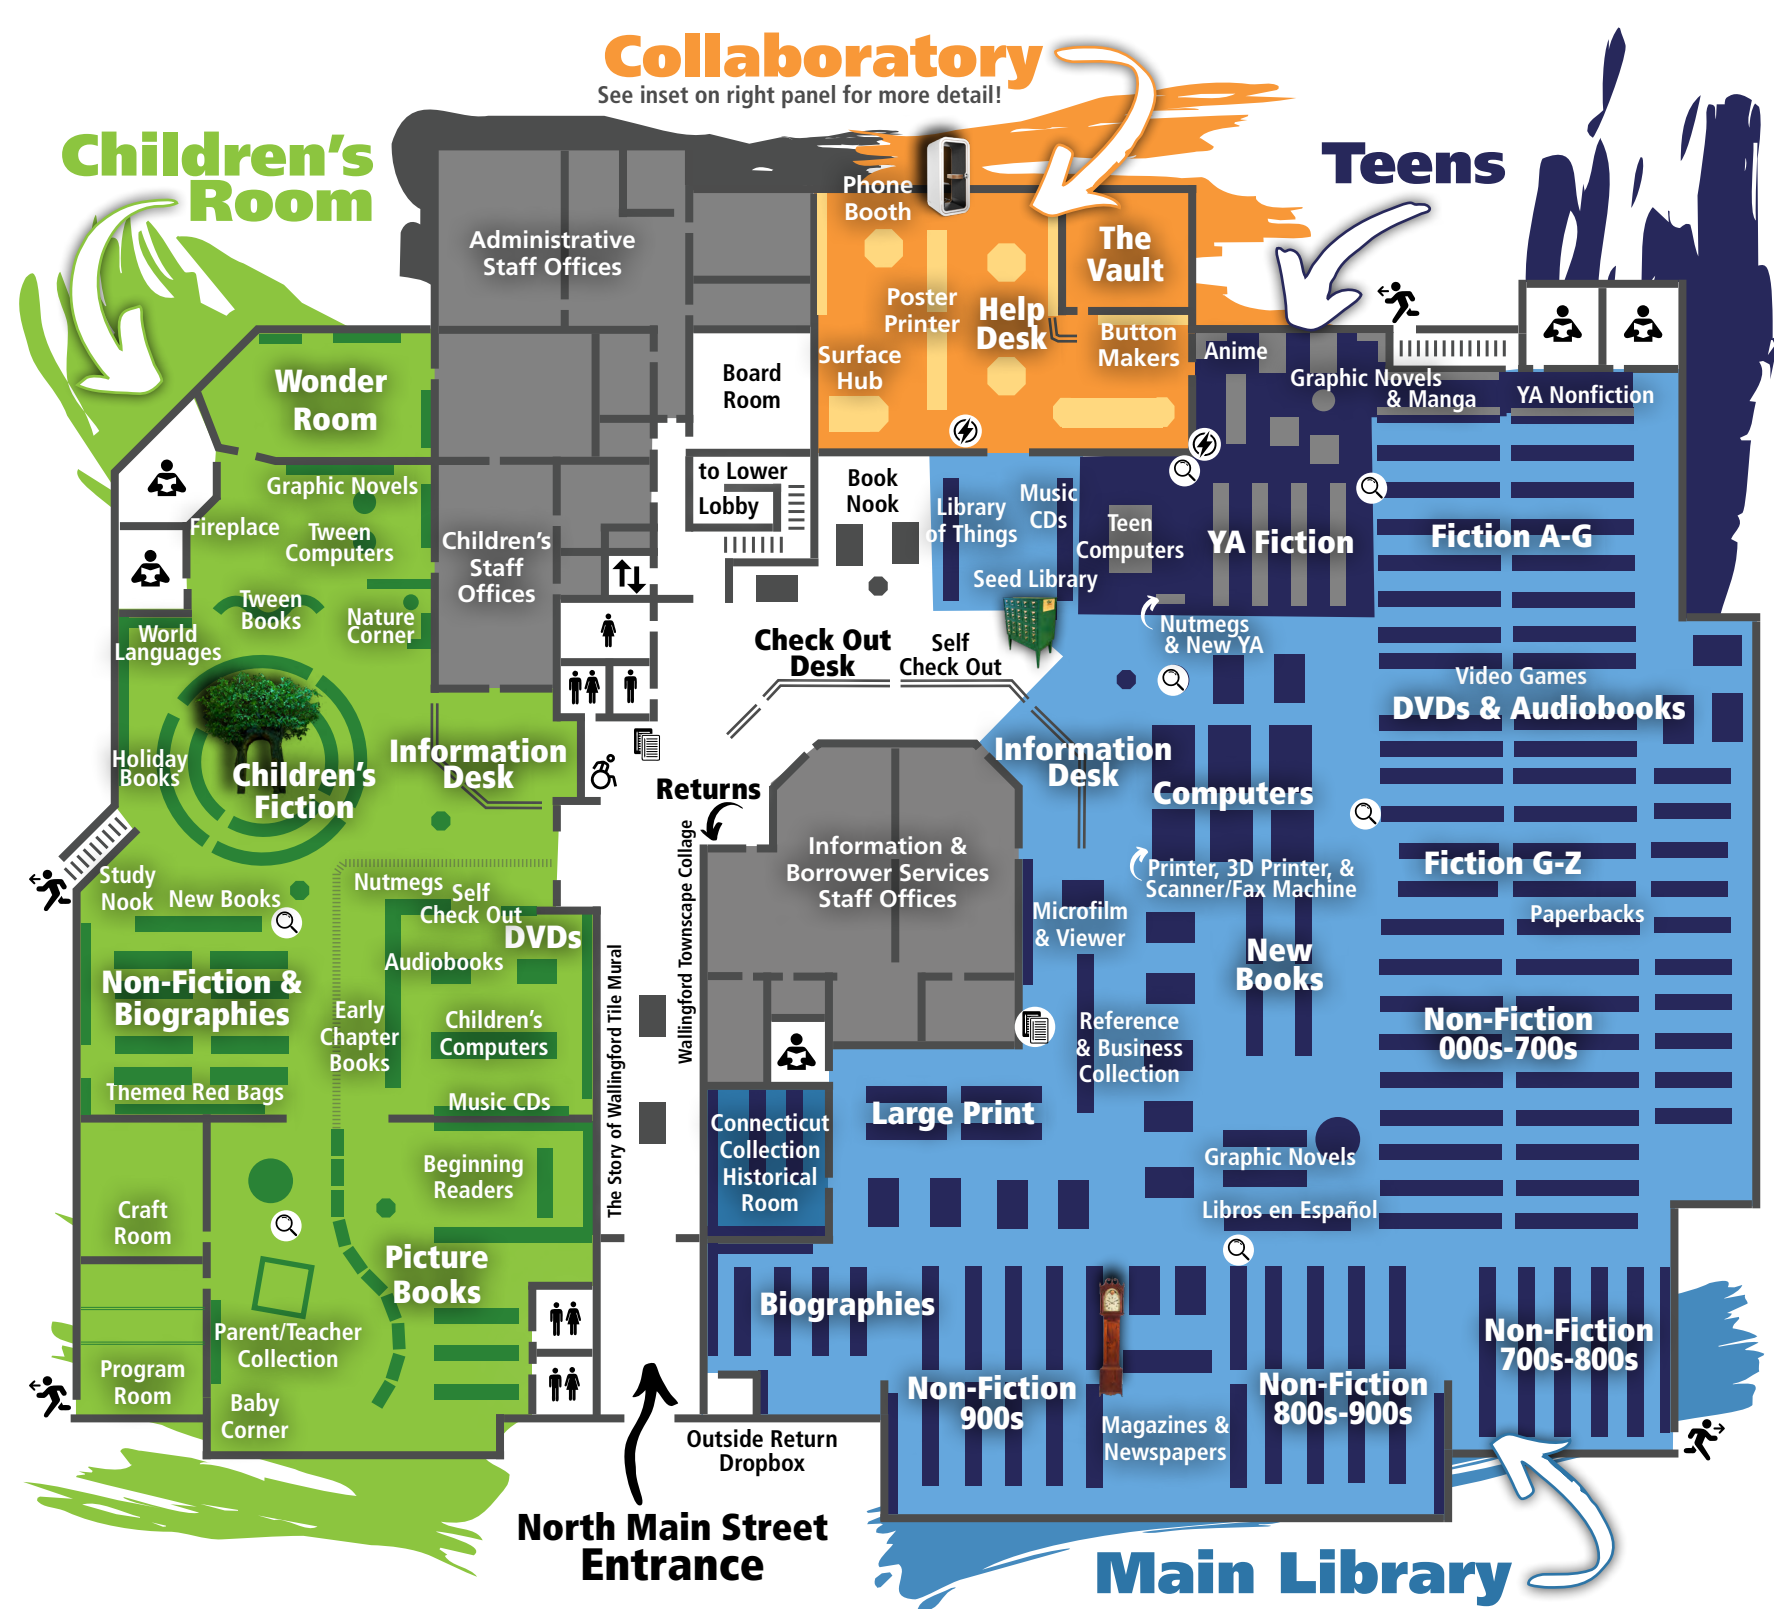 Collaboratory
See inset on right panel for more detail!
Children's
Room
Teens
Phone
Booth
Administrative
Staff Offices
The
Vault
Poster
Printer
Help
Desk
Button
Makers
Surface
Hub
Anime
Graphic Novels
& Manga
YA Nonfiction
Wonder
Room
Board
Room
to Lower
Lobby
Book
Nook
Graphic Novels
Fireplace
Tween
Computers
Children's
Staff
Offices
Library
of Things
Music
CDs
Teen
Computers
YA Fiction
Fiction A-G
Seed Library
Tween
Books
Nature
Corner
World
Languages
Check Out
Desk
Self
Check Out
Nutmegs
& New YA
Video Games
DVDs & Audiobooks
Holiday
Books
Children's
Fiction
Information
Desk
Information
Desk
Returns
Computers
Wallingford Townscape Collage
Information &
Borrower Services
Staff Offices
Printer, 3D Printer, &
Scanner/Fax Machine
Fiction G-Z
Study
Nook
New Books
Nutmegs
Self
Check Out
DVDs
Audiobooks
Microfilm
& Viewer
Paperbacks
New
Books
Non-Fiction &
Biographies
Early
Chapter
Books
Children's
Computers
The Story of Wallingford Tile Mural
Reference
& Business
Collection
Non-Fiction
000s-700s
Themed Red Bags
Music CDs
Connecticut
Collection
Historical
Room
Large Print
Graphic Novels
Beginning
Readers
Libros en Español
Craft
Room
Picture
Books
Biographies
Parent/Teacher
Collection
Program
Room
Baby
Corner
Non-Fiction
900s
Magazines &
Newspapers
Non-Fiction
800s-900s
Non-Fiction
700s-800s
Outside Return
Dropbox
North Main Street
Entrance
Main Library